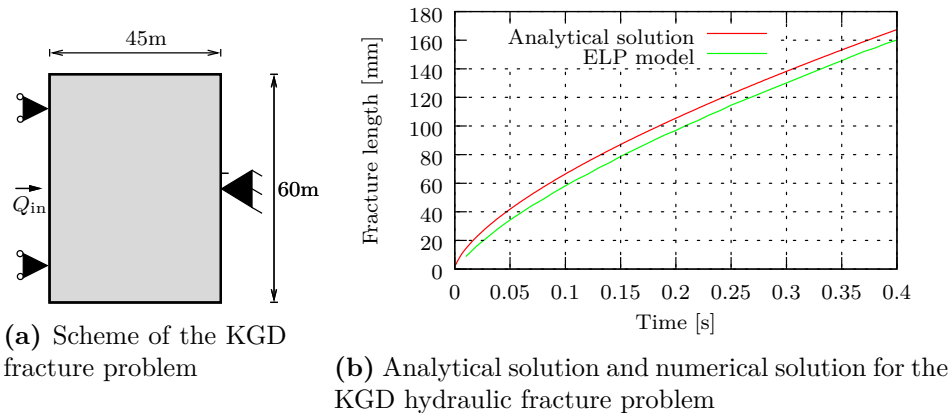 45m
60m
Q_in
(a) Scheme of the KGD
fracture problem
180
160
140
120
100
80
60
40
20
0
Fracture length [mm]
Analytical solution
ELP model
0 0.05 0.1 0.15 0.2 0.25 0.3 0.35 0.4
Time [s]
(b) Analytical solution and numerical solution for the
KGD hydraulic fracture problem